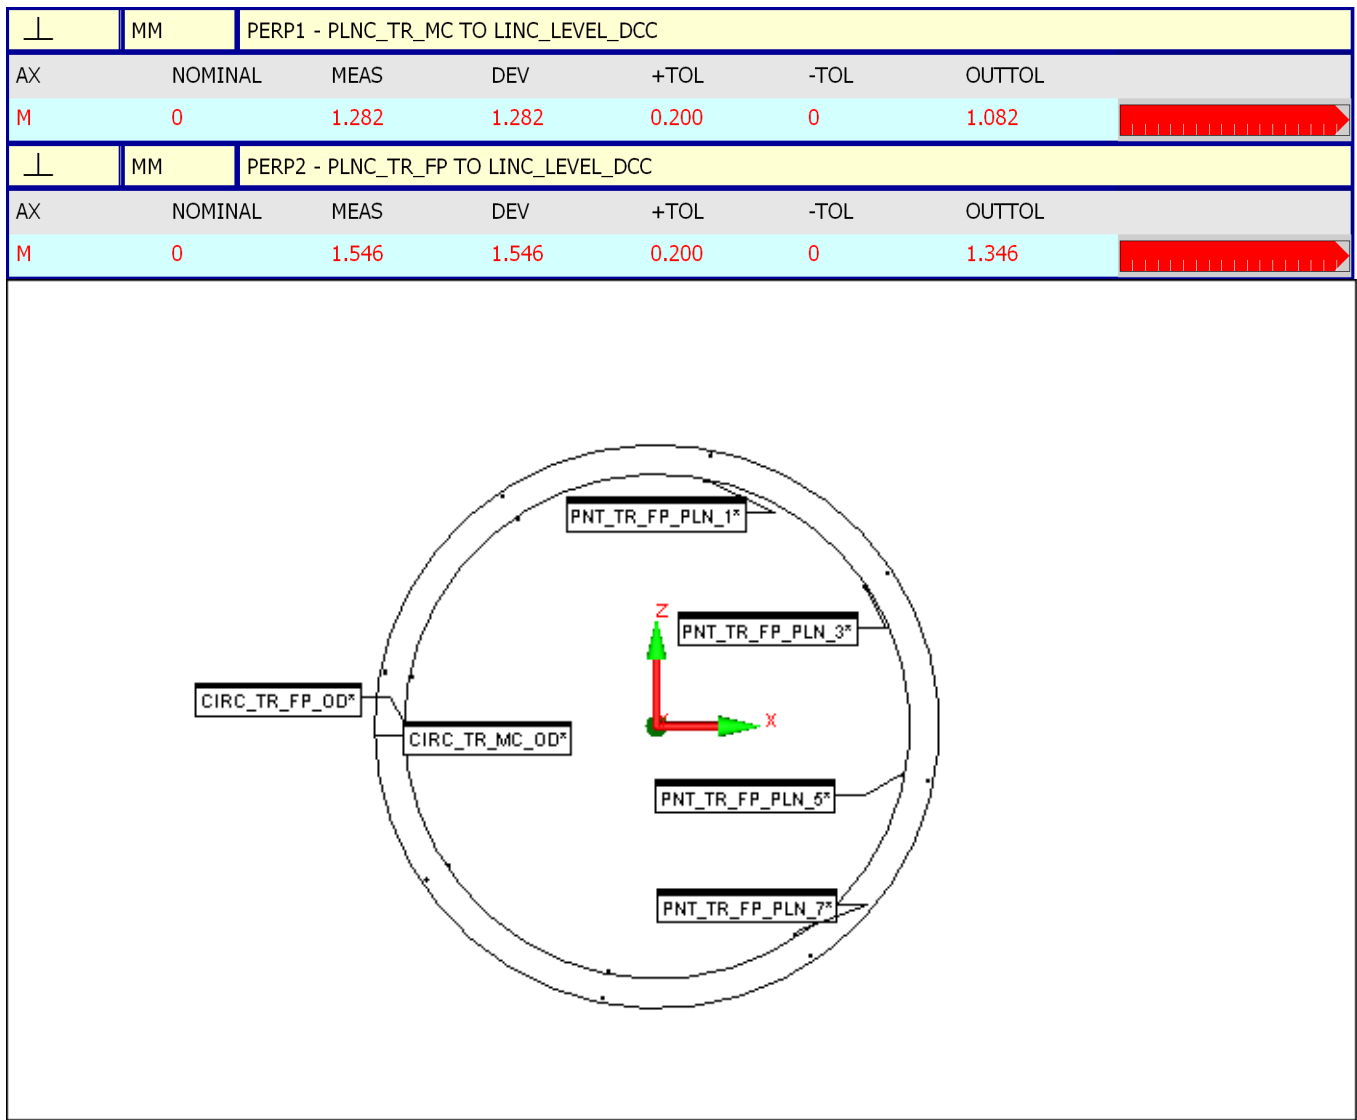 MM PERP1 - PLNC_TR_MC TO LINC_LEVEL_DCC
AX NOMINAL MEAS DEV +TOL -TOL OUTTOL
M 0 1.282 1.282 0.200 0 1.082
MM PERP2 - PLNC_TR_FP TO LINC_LEVEL_DCC
AX NOMINAL MEAS DEV +TOL -TOL OUTTOL
M 0 1.546 1.546 0.200 0 1.346
PNT_TR_FP_PLN_1*
Z
PNT_TR_FP_PLN_3*
CIRC_TR_FP_OD*
X
CIRC_TR_MC_OD*
PNT_TR_FP_PLN_5*
PNT_TR_FP_PLN_7*